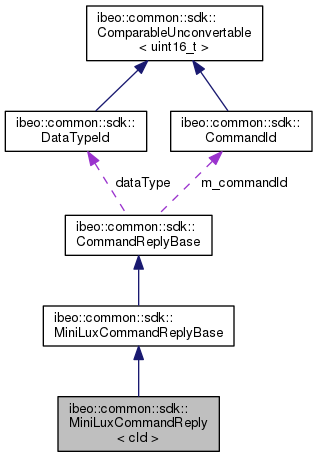 ibeo::common::sdk::
ComparableUnconvertable
< uint16_t >
ibeo::common::sdk::
DataTypeId
ibeo::common::sdk::
CommandId
dataType
m_commandId
ibeo::common::sdk::
CommandReplyBase
ibeo::common::sdk::
MiniLuxCommandReplyBase
ibeo::common::sdk::
MiniLuxCommandReply
< cId >